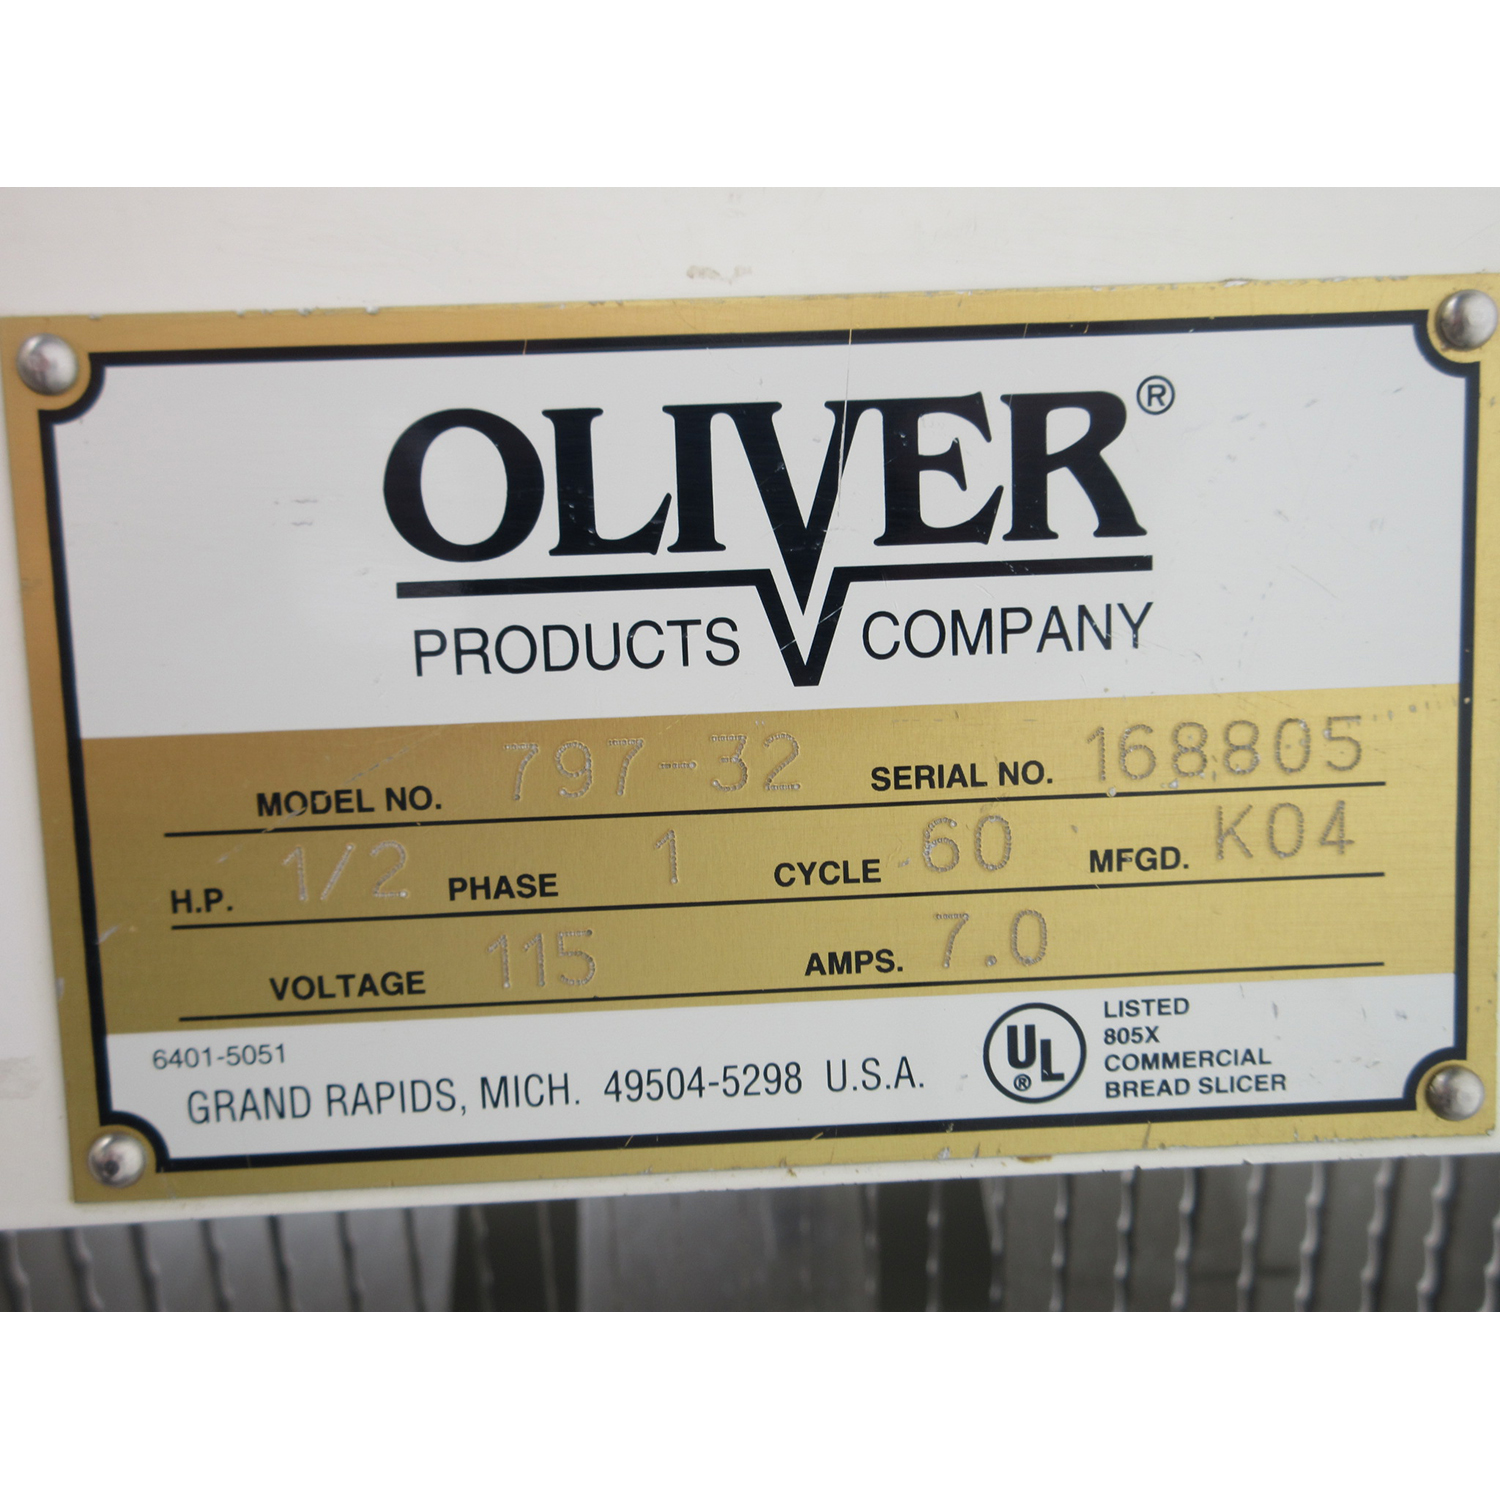 OLIVER®
PRODUCTS COMPANY
MODEL NO. 797-32 SERIAL NO. 168805
H.P. 1/2 PHASE 1 CYCLE 60 MFGD. K04
VOLTAGE 115 AMPS. 7.0
6401-5051
GRAND RAPIDS, MICH. 49504-5298 U.S.A.
UL®
LISTED
805X
COMMERCIAL
BREAD SLICER